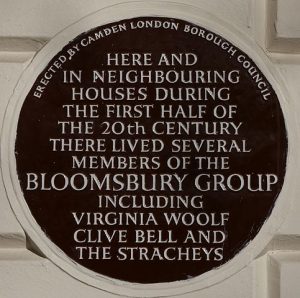 ERECTED BY CAMDEN LONDON BOROUGH COUNCIL
HERE AND
IN NEIGHBOURING
HOUSES DURING
THE FIRST HALF OF
THE 20th CENTURY
THERE LIVED SEVERAL
MEMBERS OF THE
BLOOMSBURY GROUP
INCLUDING
VIRGINIA WOOLF
CLIVE BELL AND
THE STRACHEYS